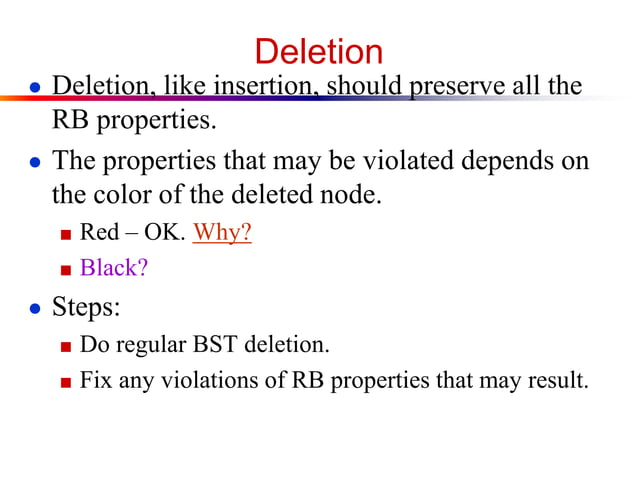 Deletion
● Deletion, like insertion, should preserve all the
RB properties.
● The properties that may be violated depends on
the color of the deleted node.
■ Red – OK. Why?
■ Black?
● Steps:
■ Do regular BST deletion.
■ Fix any violations of RB properties that may result.